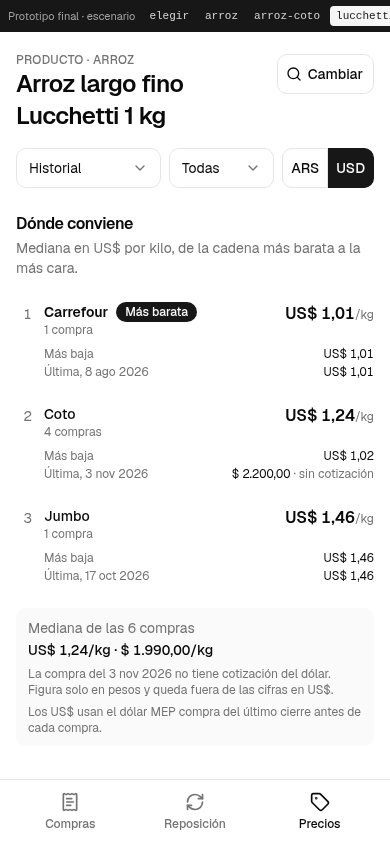 Prototipo final · escenario elegir arroz arroz-coto lucchett
PRODUCTO · ARROZ
Arroz largo fino
Lucchetti 1 kg
Cambiar
Historial Todas ARS USD
Dónde conviene
Mediana en US$ por kilo, de la cadena más barata a la
más cara.
1 Carrefour Más barata US$ 1,01/kg
1 compra
Más baja US$ 1,01
Última, 8 ago 2026 US$ 1,01
2 Coto US$ 1,24/kg
4 compras
Más baja US$ 1,02
Última, 3 nov 2026 $ 2.200,00 · sin cotización
3 Jumbo US$ 1,46/kg
1 compra
Más baja US$ 1,46
Última, 17 oct 2026 US$ 1,46
Mediana de las 6 compras
US$ 1,24/kg · $ 1.990,00/kg
La compra del 3 nov 2026 no tiene cotización del dólar.
Figura solo en pesos y queda fuera de las cifras en US$.
Los US$ usan el dólar MEP compra del último cierre antes de
cada compra.
Compras Reposición Precios